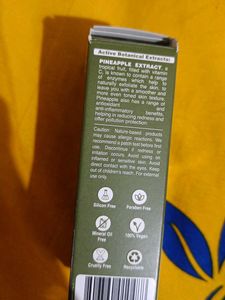 Active Botanical Extracts:
PINEAPPLE EXTRACT, a
tropical fruit, filled with vitamin
C, is known to contain a range
of enzymes which help to
naturally exfoliate the skin, to
leave you with a smoother and
more even toned skin texture.
Pineapple also has a range of
antioxidant and
anti-inflammatory benefits,
helping in reducing redness and
offer pollution protection.
Caution: Nature-based products
may cause allergic reactions. We
recommend a patch test before first
use. Discontinue if redness or
irritation occurs. Avoid using on
inflamed or sensitive skin. Avoid
direct contact with the eyes. Keep
out of children's reach. For external
use only.
Silicon Free
Paraben Free
Mineral Oil
Free
100% Vegan
Cruelty Free
Recyclable